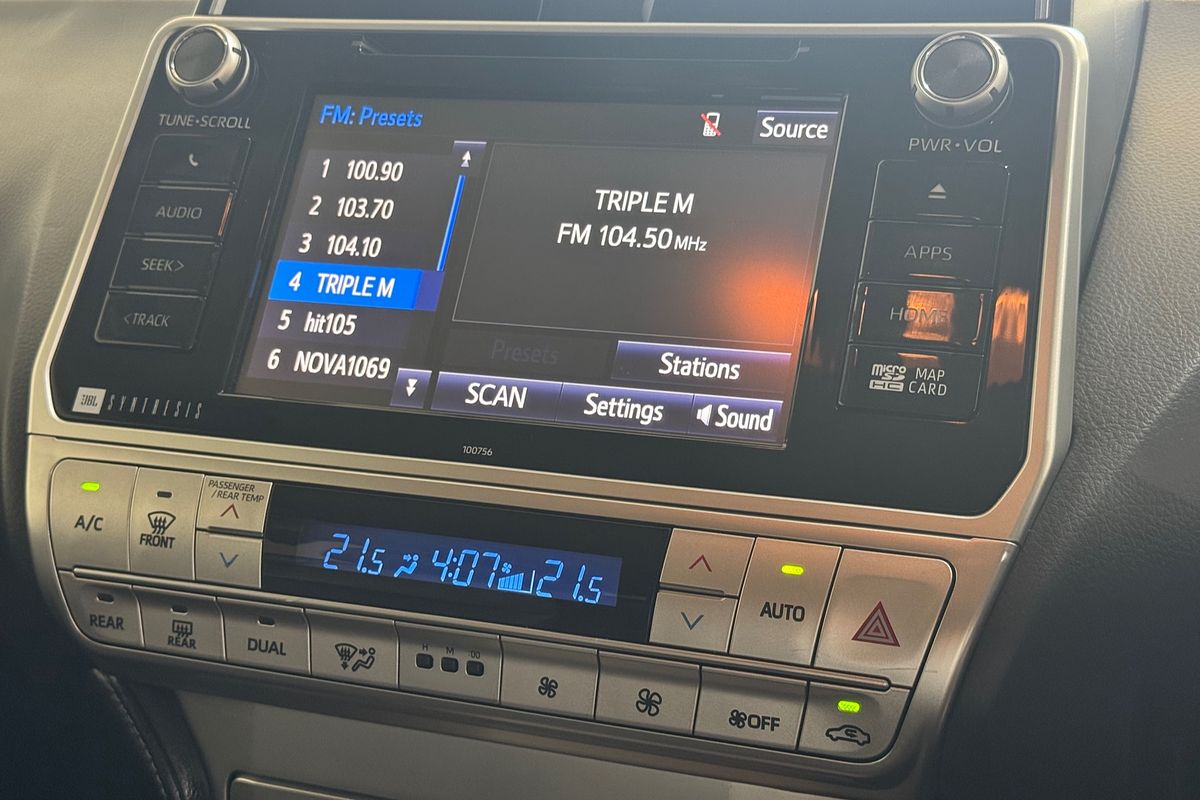 TUNE•SCROLL
AUDIO
SEEK>
<TRACK
JBL SYNTHESIS
FM: Presets
Source
1 100.90
2 103.70
3 104.10
4 TRIPLE M
5 hit105
6 NOVA1069
TRIPLE M
FM 104.50 MHz
Presets
Stations
SCAN
Settings
Sound
100756
PWR•VOL
APPS
HOME
micro SD HC
MAP CARD
A/C
FRONT
PASSENGER
/REAR TEMP
21.5 4:07 21.5
AUTO
REAR
REAR
DUAL
H M :00
OFF